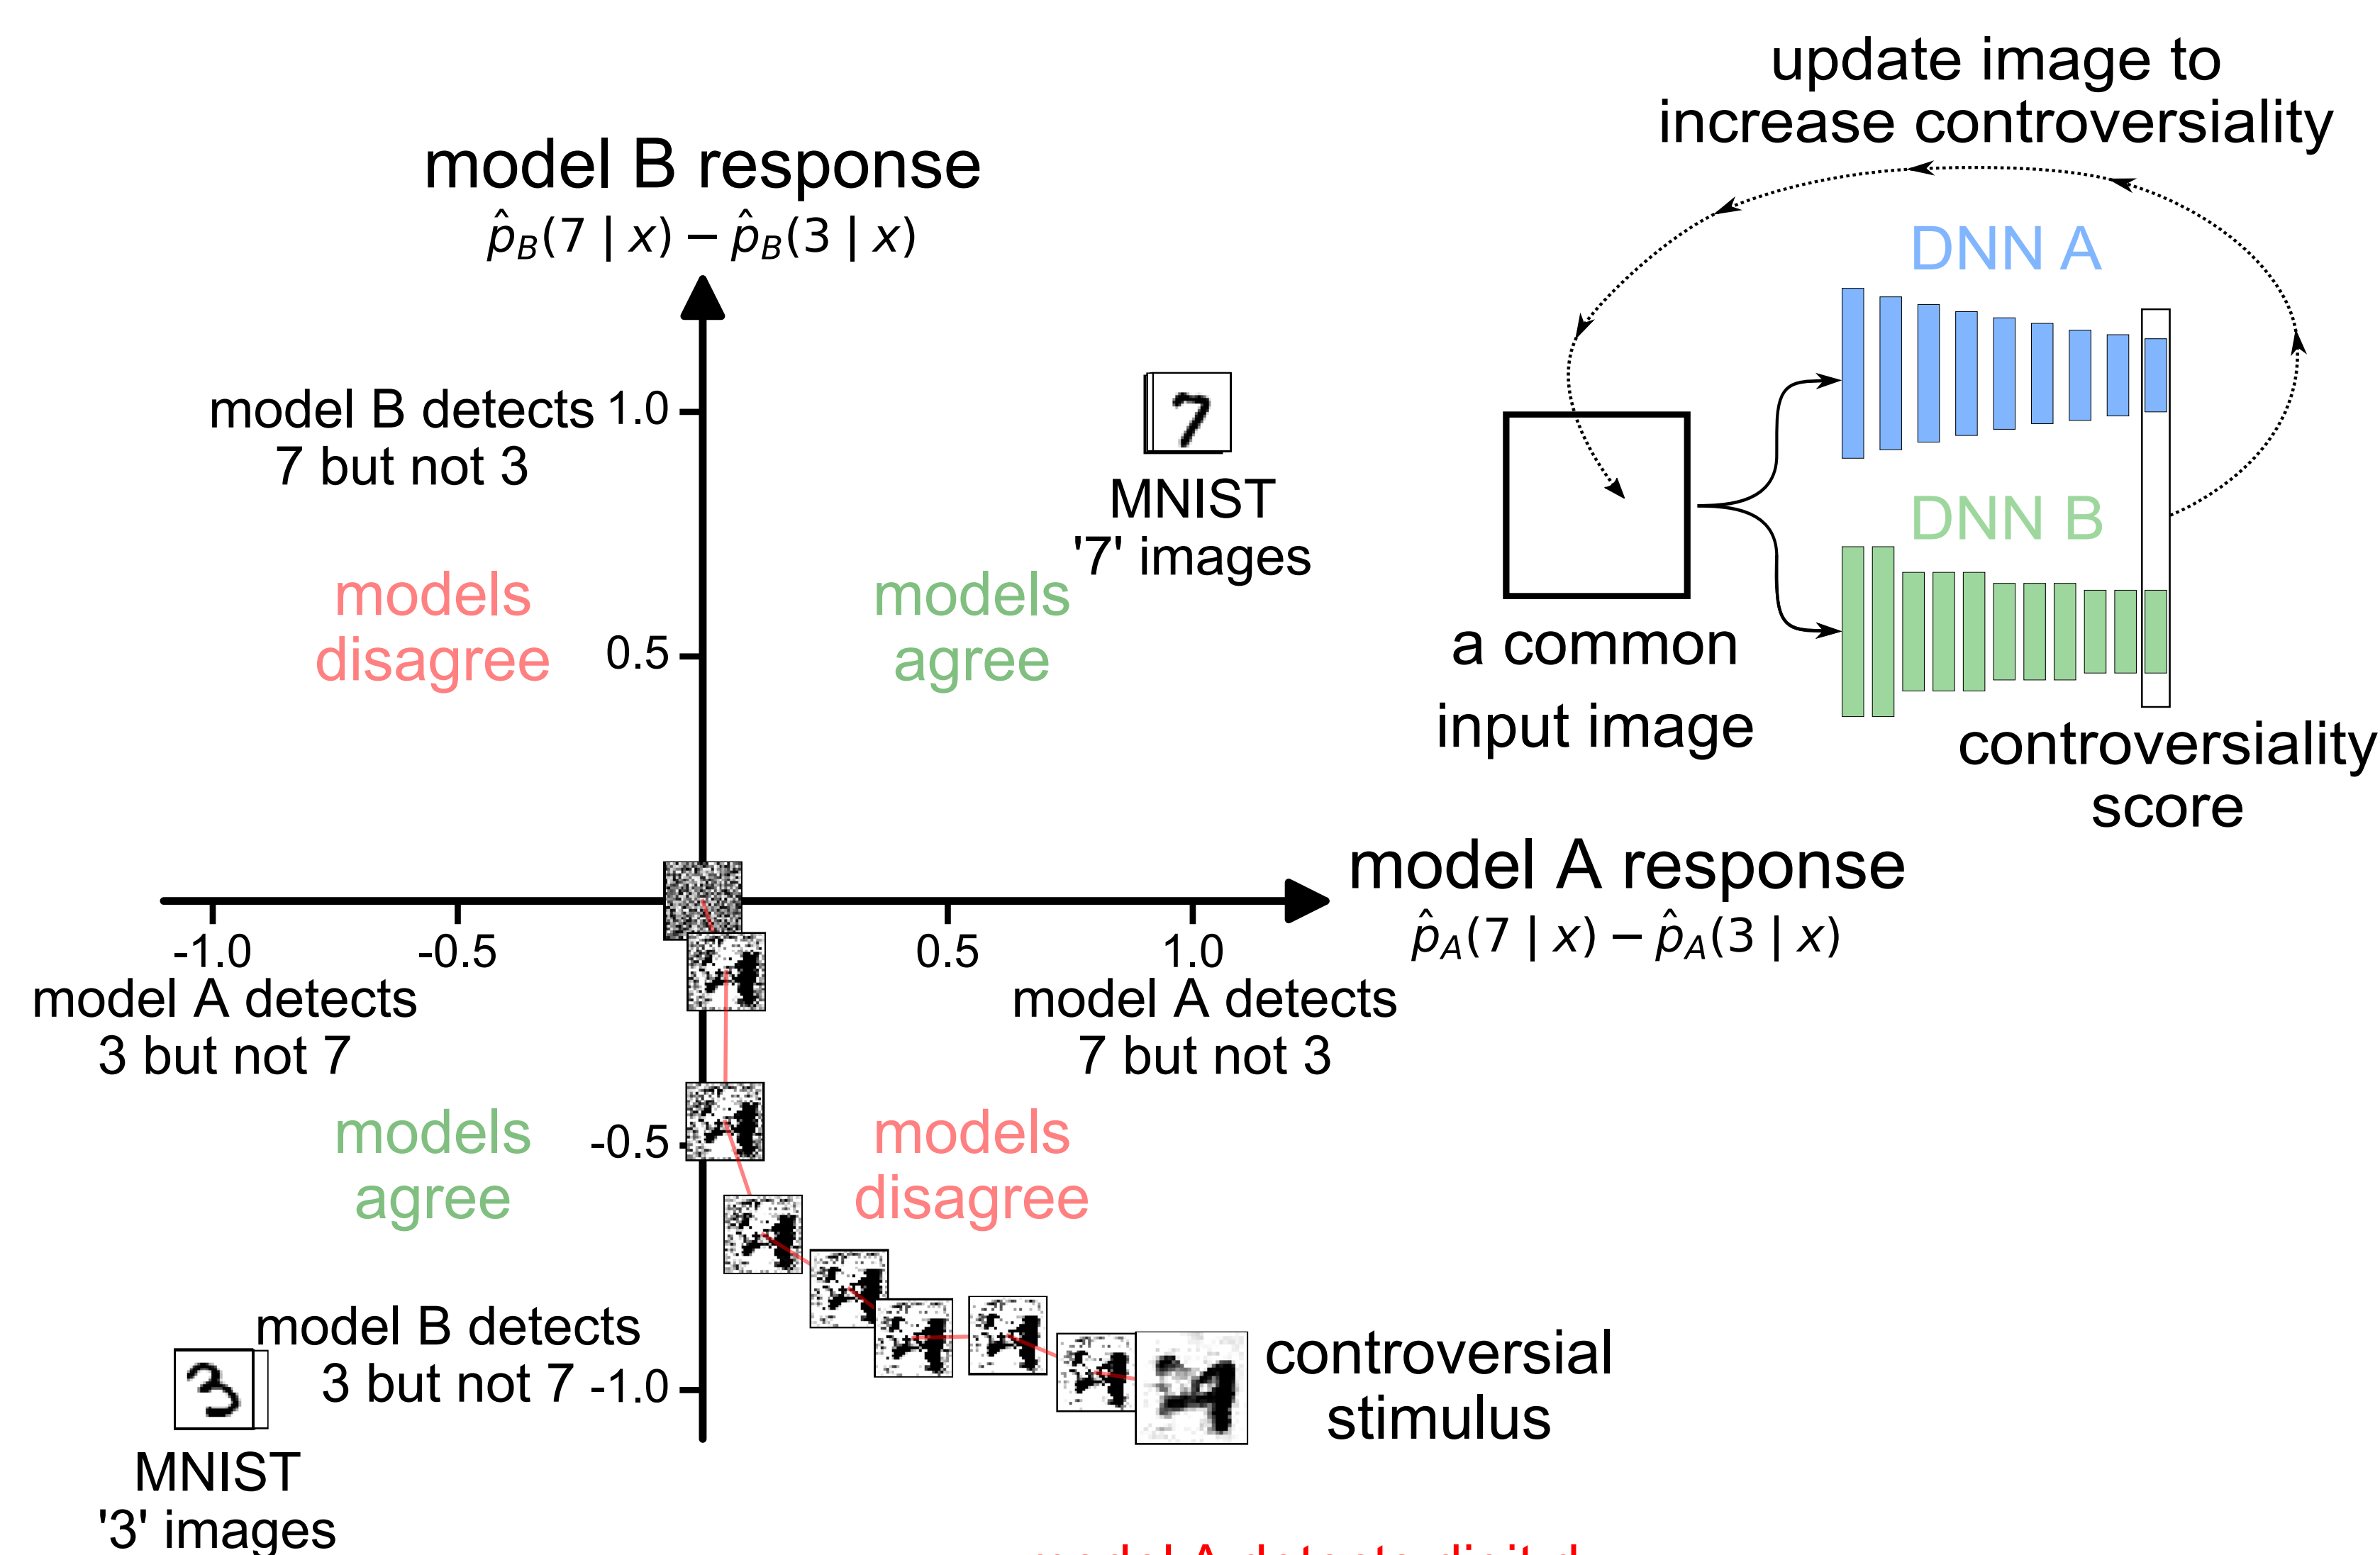 update image to
increase controversiality
model B response
p̂_B(7 | x) − p̂_B(3 | x)
DNN A
model B detects
7 but not 3
1.0
7
MNIST
'7' images
DNN B
models
disagree
models
agree
0.5
a common
input image
controversiality
score
model A response
p̂_A(7 | x) − p̂_A(3 | x)
-1.0
-0.5
0.5
1.0
model A detects
3 but not 7
model A detects
7 but not 3
models
agree
-0.5
models
disagree
model B detects
3 but not 7
-1.0
controversial
stimulus
3
MNIST
'3' images